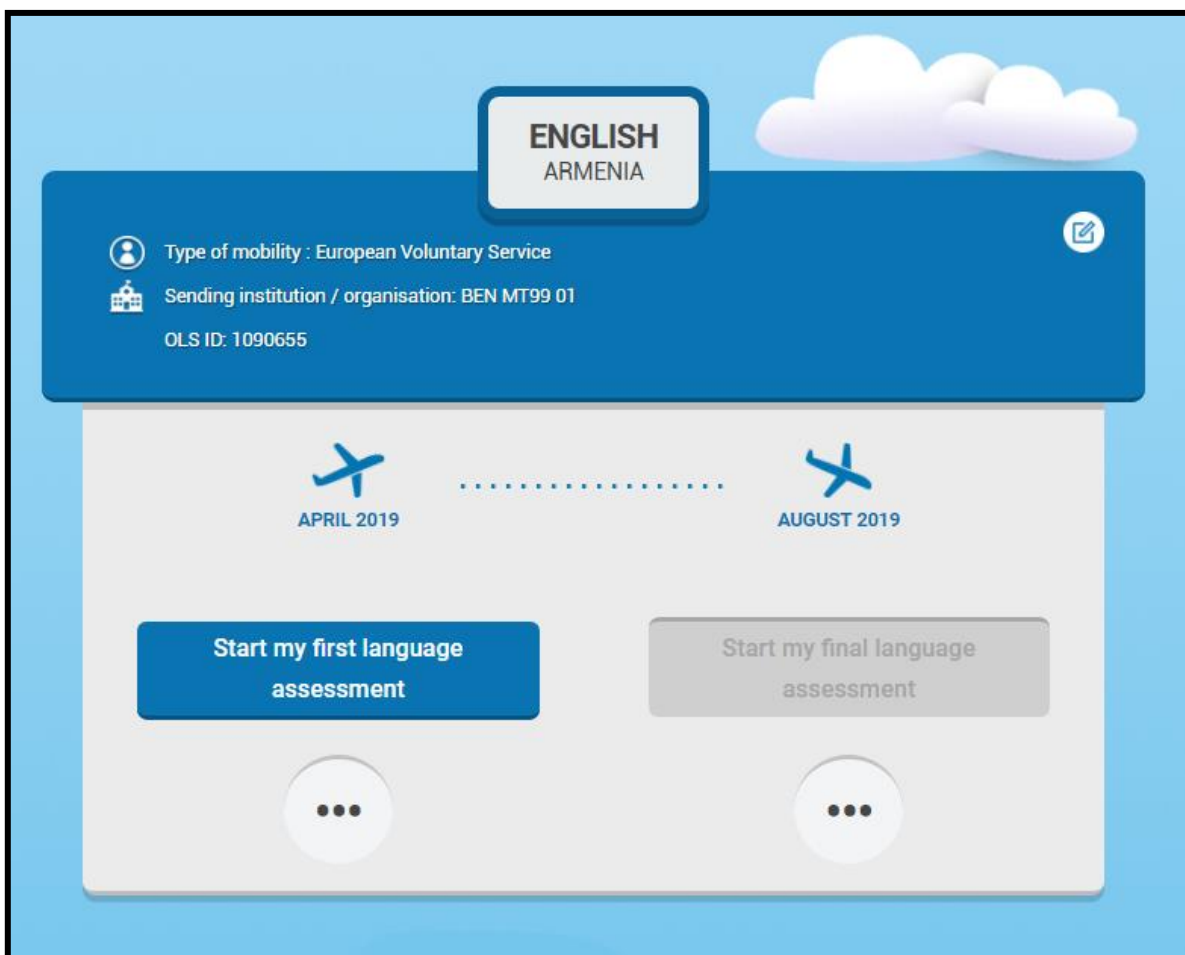 ENGLISH
ARMENIA
Type of mobility : European Voluntary Service
Sending institution / organisation: BEN MT99 01
OLS ID: 1090655
APRIL 2019
AUGUST 2019
Start my first language
assessment
Start my final language
assessment